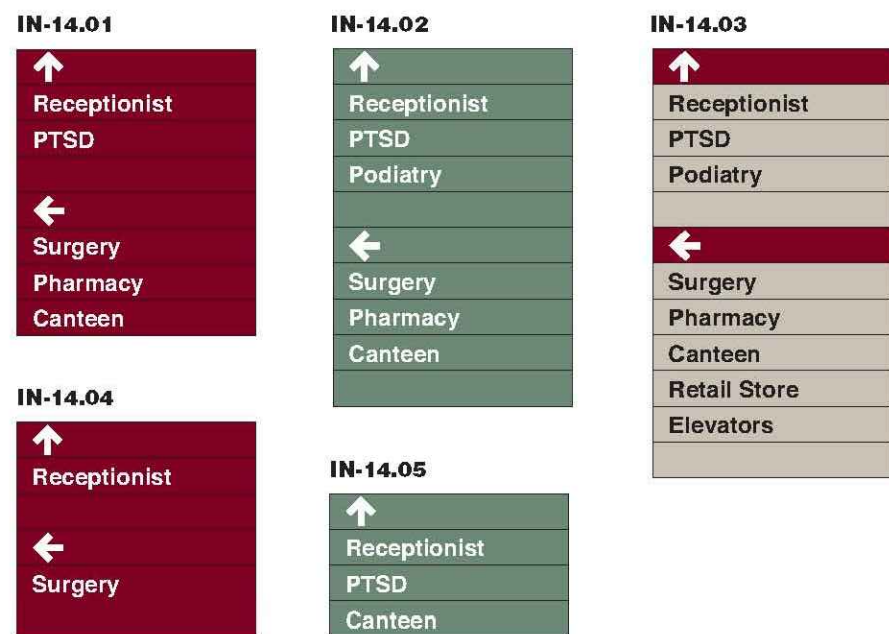 IN-14.01
Receptionist
PTSD
Surgery
Pharmacy
Canteen
IN-14.02
Receptionist
PTSD
Podiatry
Surgery
Pharmacy
Canteen
IN-14.03
Receptionist
PTSD
Podiatry
Surgery
Pharmacy
Canteen
Retail Store
Elevators
IN-14.04
Receptionist
Surgery
IN-14.05
Receptionist
PTSD
Canteen